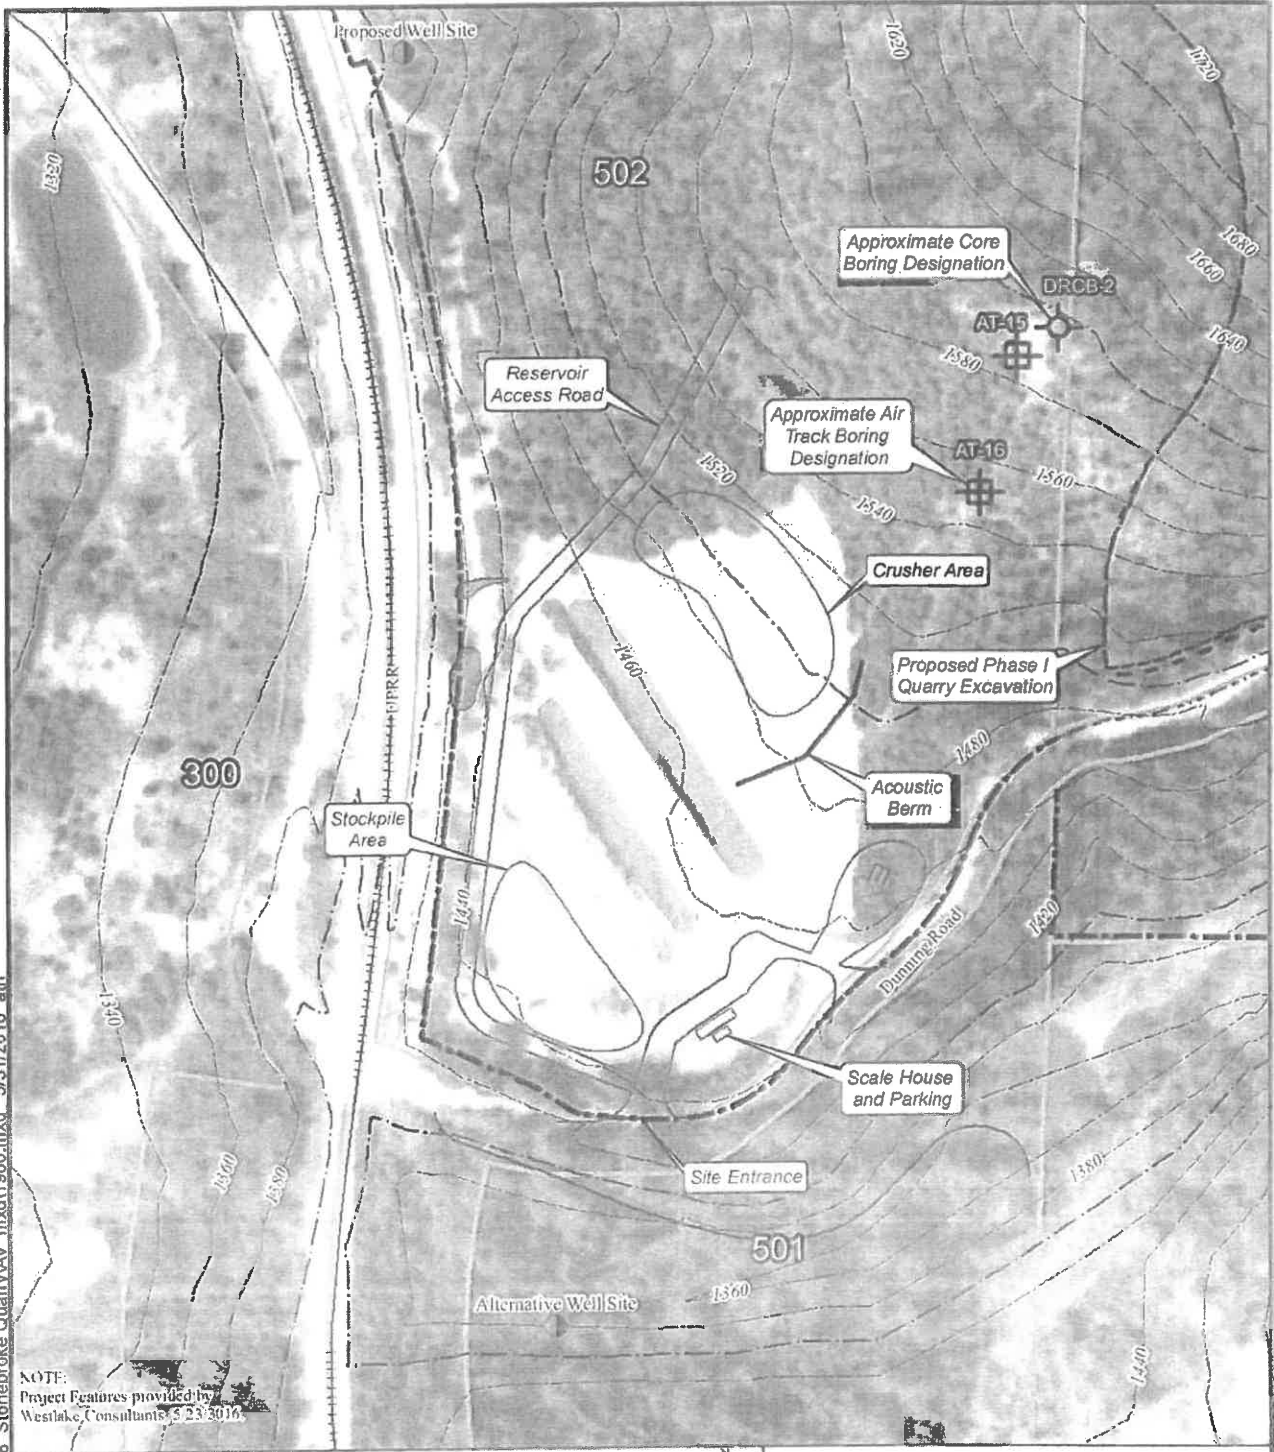 Proposed Well Site
1620
1720
1320
502
Approximate Core
Boring Designation
1680
1660
DRCB-2
AT-15
1640
1580
Reservoir
Access Road
Approximate Air
Track Boring
Designation
AT-16
1520
1560
1540
Crusher Area
1460
Proposed Phase I
Quarry Excavation
UPRR
1480
300
Acoustic
Berm
Stockpile
Area
m
1440
1420
Dunning Road
1340
Scale House
and Parking
1380
1360
1380
Site Entrance
501
1360
Alternative Well Site
1440
NOTE:
Project Features provided by
Westlake Consultants 5/23/3016.
5/31/2016